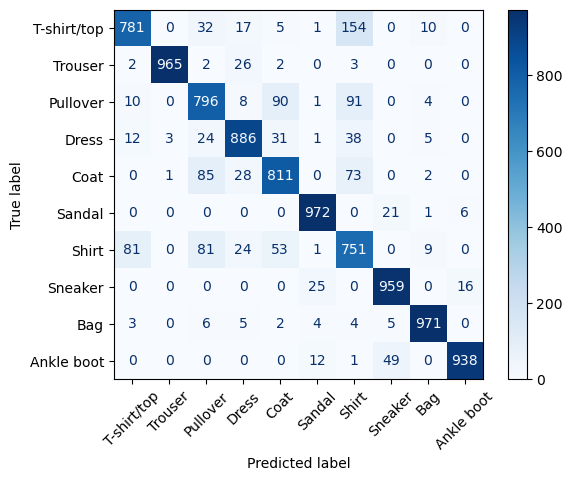 T-shirt/top 781 0 32 17 5 1 154 0 10 0
Trouser 2 965 2 26 2 0 3 0 0 0
Pullover 10 0 796 8 90 1 91 0 4 0
Dress 12 3 24 886 31 1 38 0 5 0
Coat 0 1 85 28 811 0 73 0 2 0
Sandal 0 0 0 0 0 972 0 21 1 6
Shirt 81 0 81 24 53 1 751 0 9 0
Sneaker 0 0 0 0 0 25 0 959 0 16
Bag 3 0 6 5 2 4 4 5 971 0
Ankle boot 0 0 0 0 0 12 1 49 0 938
T-shirt/top Trouser Pullover Dress Coat Sandal Shirt Sneaker Bag Ankle boot
Predicted label
True label
800
600
400
200
0